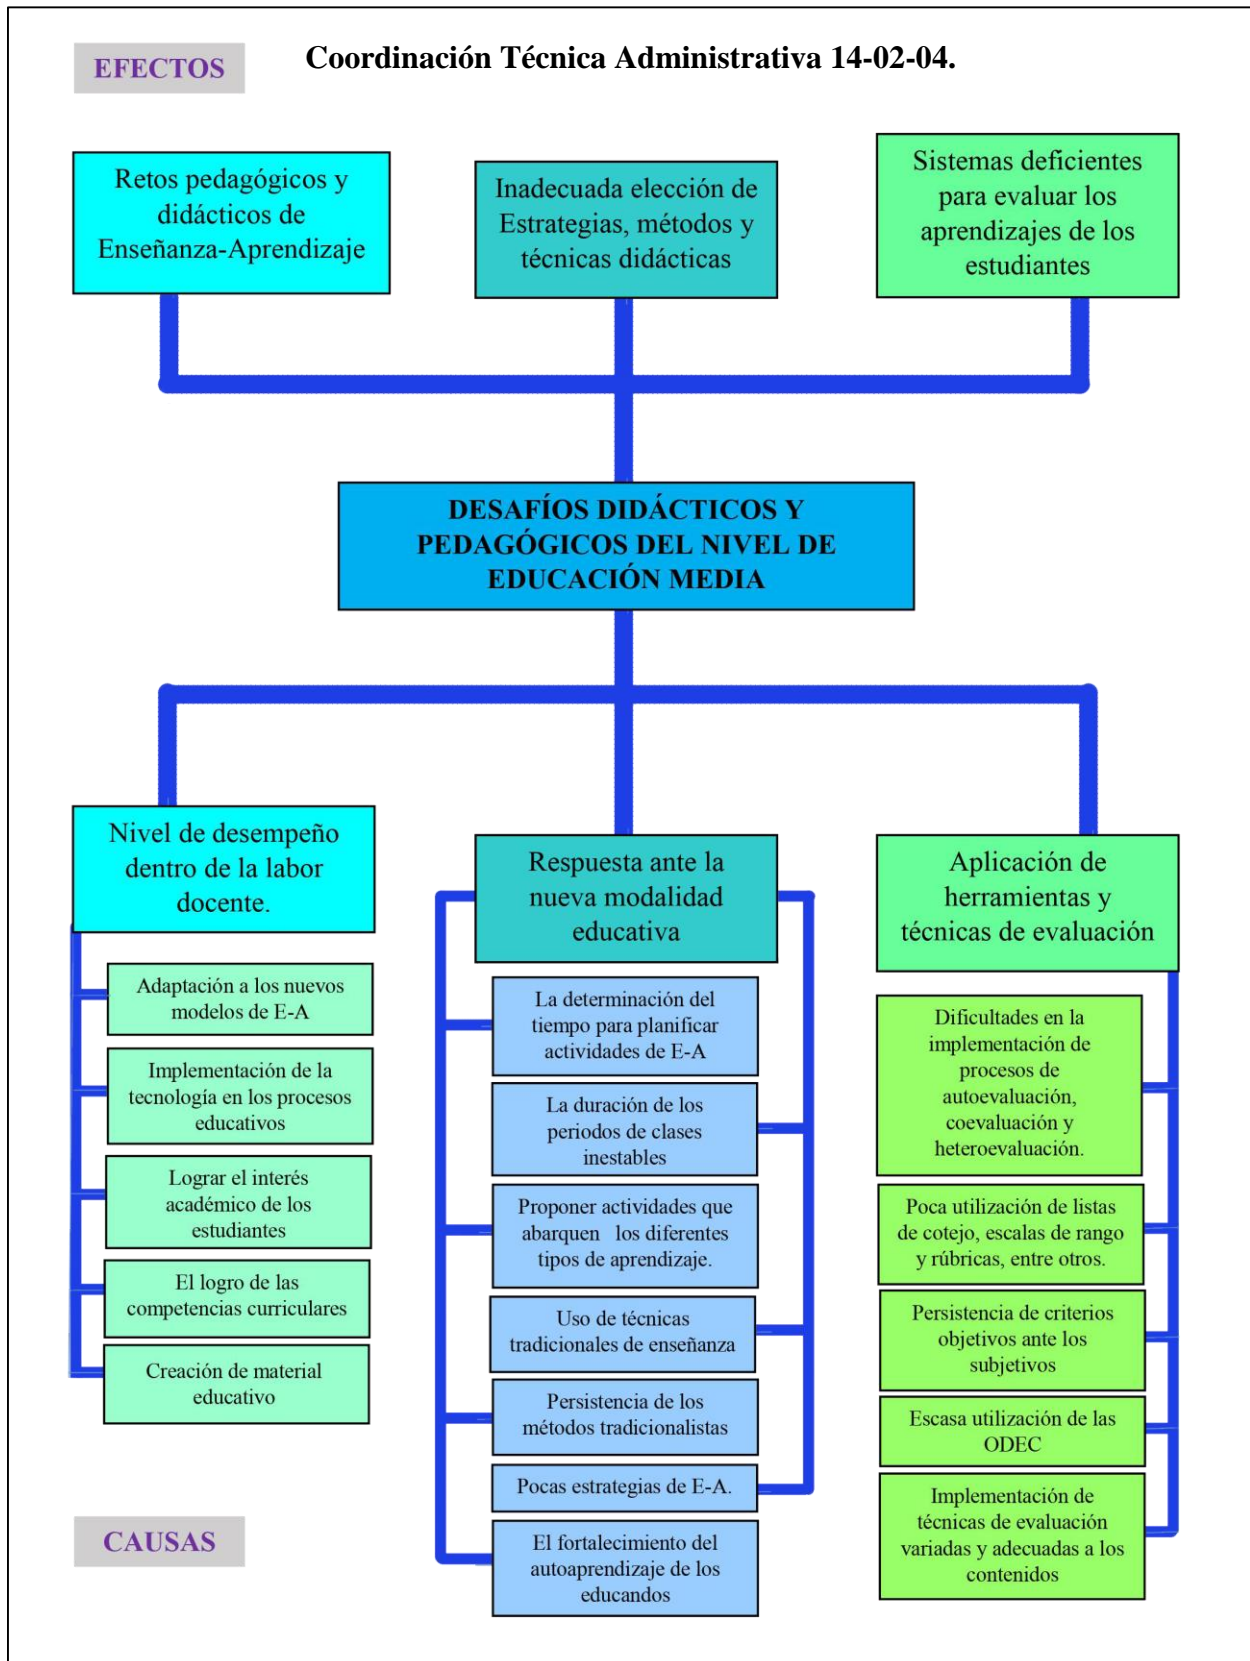 EFECTOS
Coordinación Técnica Administrativa 14-02-04.
Retos pedagógicos y
didácticos de
Enseñanza-Aprendizaje
Inadecuada elección de
Estrategias, métodos y
técnicas didácticas
Sistemas deficientes
para evaluar los
aprendizajes de los
estudiantes
DESAFÍOS DIDÁCTICOS Y
PEDAGÓGICOS DEL NIVEL DE
EDUCACIÓN MEDIA
Nivel de desempeño
dentro de la labor
docente.
Adaptación a los nuevos
modelos de E-A
Implementación de la
tecnología en los procesos
educativos
Lograr el interés
académico de los
estudiantes
El logro de las
competencias curriculares
Creación de material
educativo
Respuesta ante la
nueva modalidad
educativa
La determinación del
tiempo para planificar
actividades de E-A
La duración de los
periodos de clases
inestables
Proponer actividades que
abarquen los diferentes
tipos de aprendizaje.
Uso de técnicas
tradicionales de enseñanza
Persistencia de los
métodos tradicionalistas
Pocas estrategias de E-A.
El fortalecimiento del
autoaprendizaje de los
educandos
Aplicación de
herramientas y
técnicas de evaluación
Dificultades en la
implementación de
procesos de
autoevaluación,
coevaluación y
heteroevaluación.
Poca utilización de listas
de cotejo, escalas de rango
y rúbricas, entre otros.
Persistencia de criterios
objetivos ante los
subjetivos
Escasa utilización de las
ODEC
Implementación de
técnicas de evaluación
variadas y adecuadas a los
contenidos
CAUSAS